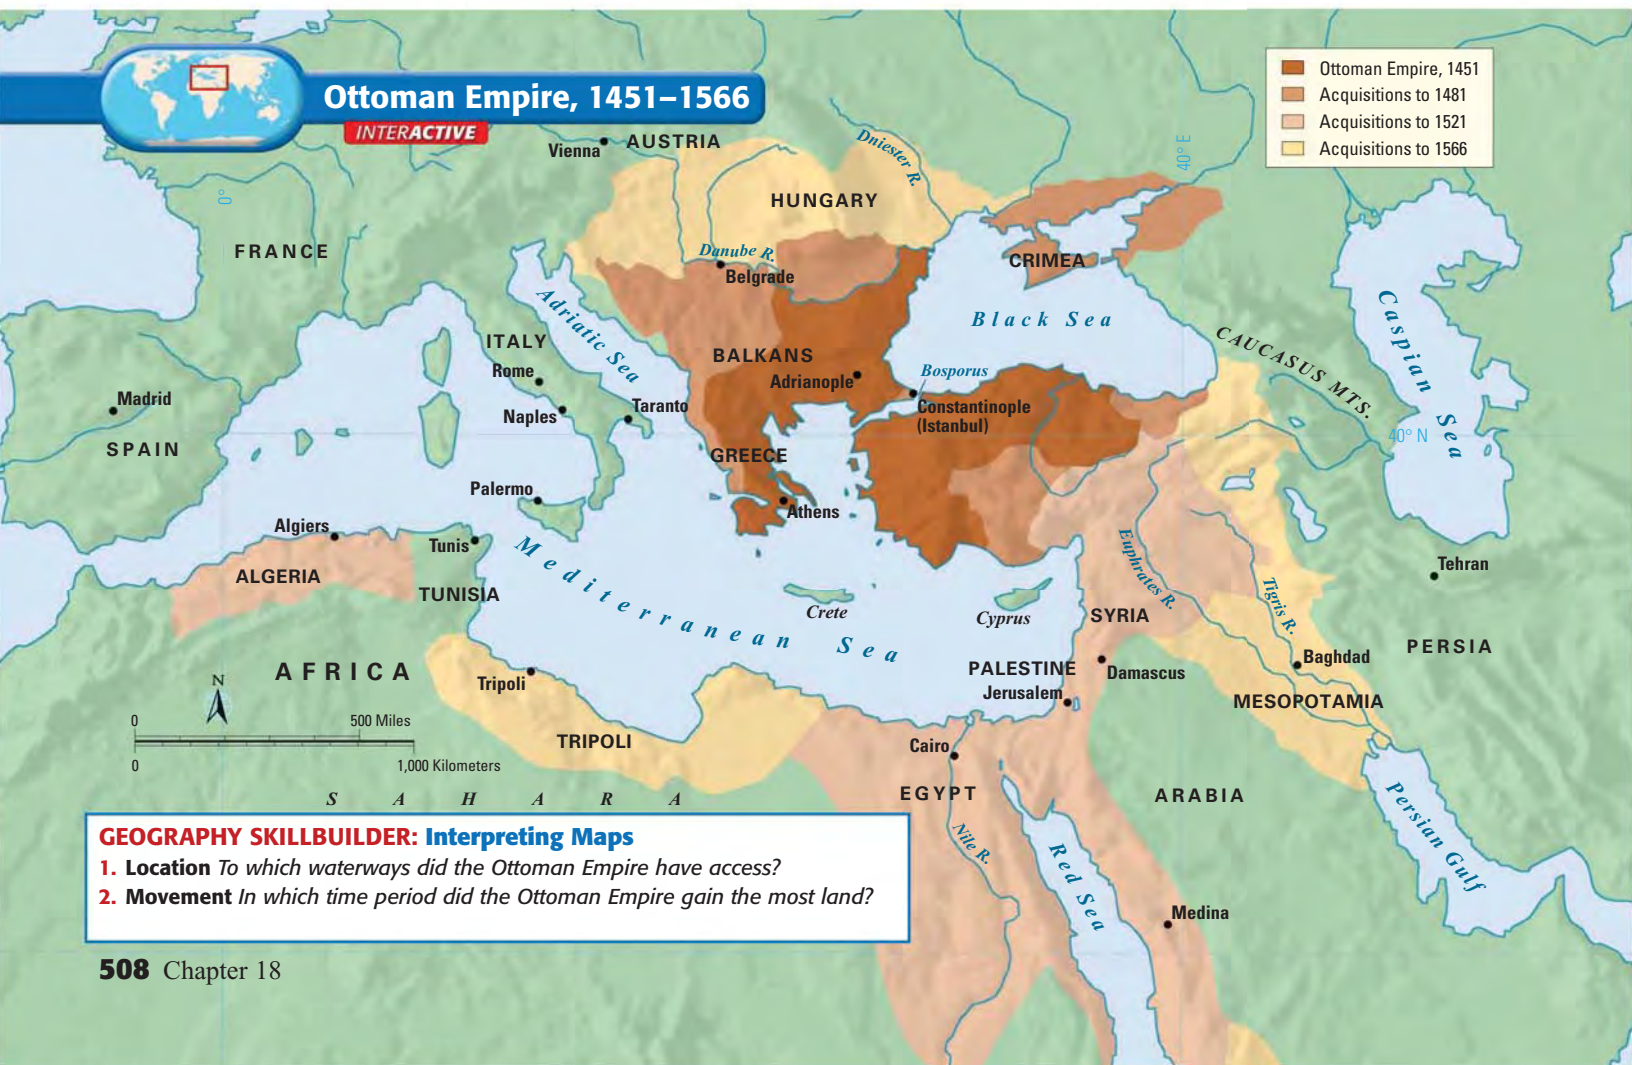 Ottoman Empire, 1451–1566
INTERACTIVE
Ottoman Empire, 1451
Acquisitions to 1481
Acquisitions to 1521
Acquisitions to 1566
Vienna
AUSTRIA
Dniester R.
40° E
0°
HUNGARY
FRANCE
Danube R.
Belgrade
CRIMEA
Adriatic Sea
Black Sea
Caspian Sea
CAUCASUS MTS.
ITALY
Rome
BALKANS
Adrianople
Bosporus
Constantinople
(Istanbul)
Madrid
SPAIN
Naples
Taranto
40° N
GREECE
Palermo
Athens
Algiers
Tunis
ALGERIA
TUNISIA
Mediterranean Sea
Crete
Cyprus
Euphrates R.
Tigris R.
Tehran
SYRIA
PERSIA
Baghdad
AFRICA
Tripoli
PALESTINE
Jerusalem
Damascus
MESOPOTAMIA
N
0 500 Miles
0 1,000 Kilometers
TRIPOLI
Cairo
EGYPT
ARABIA
SAHARA
Nile R.
Red Sea
Persian Gulf
Medina
GEOGRAPHY SKILLBUILDER: Interpreting Maps
1. Location To which waterways did the Ottoman Empire have access?
2. Movement In which time period did the Ottoman Empire gain the most land?
508 Chapter 18